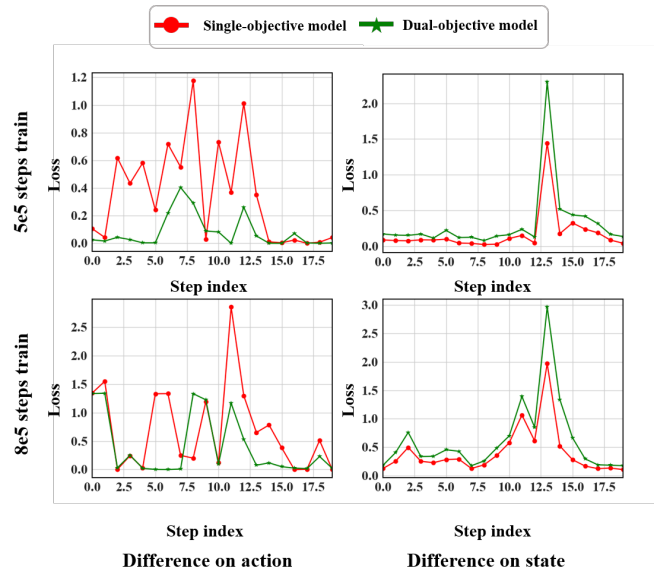 Single-objective model Dual-objective model
5e5 steps train
Loss
1.2
1.0
0.8
0.6
0.4
0.2
0.0
0.0 2.5 5.0 7.5 10.0 12.5 15.0 17.5
Step index
Loss
2.0
1.5
1.0
0.5
0.0
0.0 2.5 5.0 7.5 10.0 12.5 15.0 17.5
Step index
8e5 steps train
Loss
2.5
2.0
1.5
1.0
0.5
0.0
0.0 2.5 5.0 7.5 10.0 12.5 15.0 17.5
Step index
Loss
3.0
2.5
2.0
1.5
1.0
0.5
0.0
0.0 2.5 5.0 7.5 10.0 12.5 15.0 17.5
Step index
Difference on action Difference on state